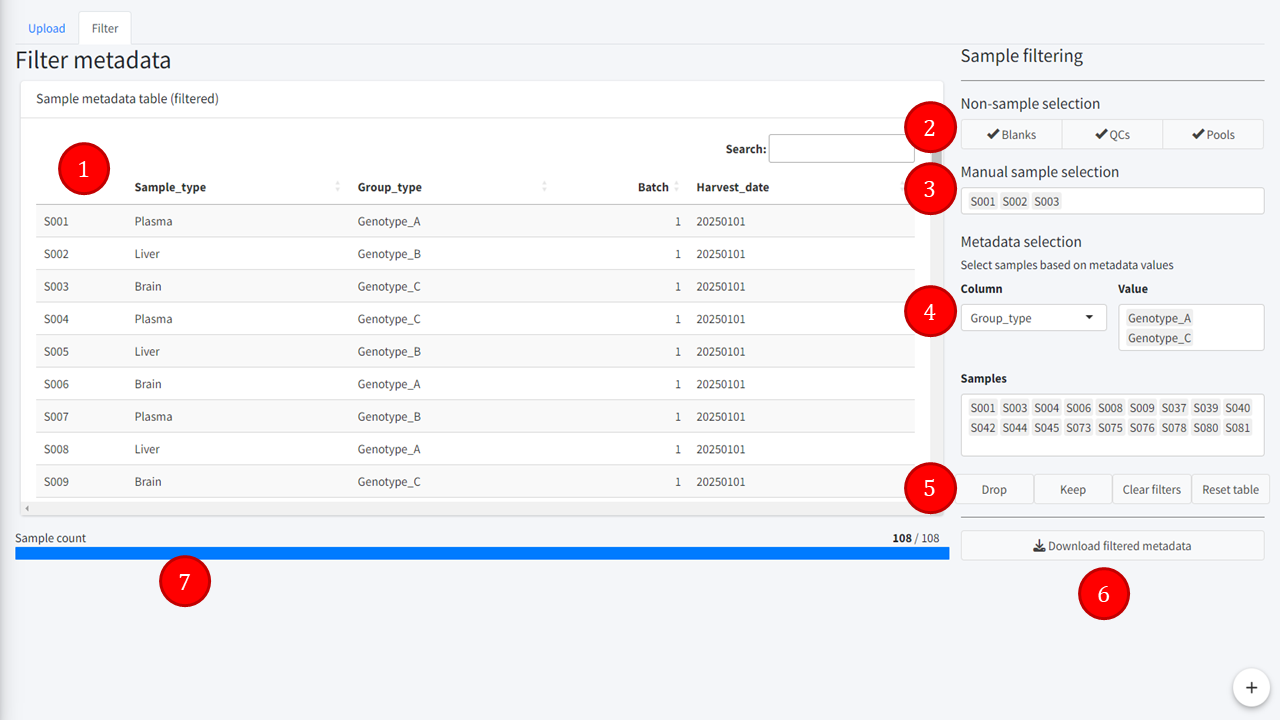 Upload Filter
Filter metadata
Sample metadata table (filtered)
Search:
1
Sample_type Group_type Batch Harvest_date
S001 Plasma Genotype_A 1 20250101
S002 Liver Genotype_B 1 20250101
S003 Brain Genotype_C 1 20250101
S004 Plasma Genotype_C 1 20250101
S005 Liver Genotype_B 1 20250101
S006 Brain Genotype_A 1 20250101
S007 Plasma Genotype_B 1 20250101
S008 Liver Genotype_A 1 20250101
S009 Brain Genotype_C 1 20250101
Sample count 108 / 108
7
Sample filtering
Non-sample selection
2 Blanks QCs Pools
Manual sample selection
3 S001 S002 S003
Metadata selection
Select samples based on metadata values
Column Value
4 Group_type Genotype_A
Genotype_C
Samples
S001 S003 S004 S006 S008 S009 S037 S039 S040
S042 S044 S045 S073 S075 S076 S078 S080 S081
5 Drop Keep Clear filters Reset table
Download filtered metadata
6
+